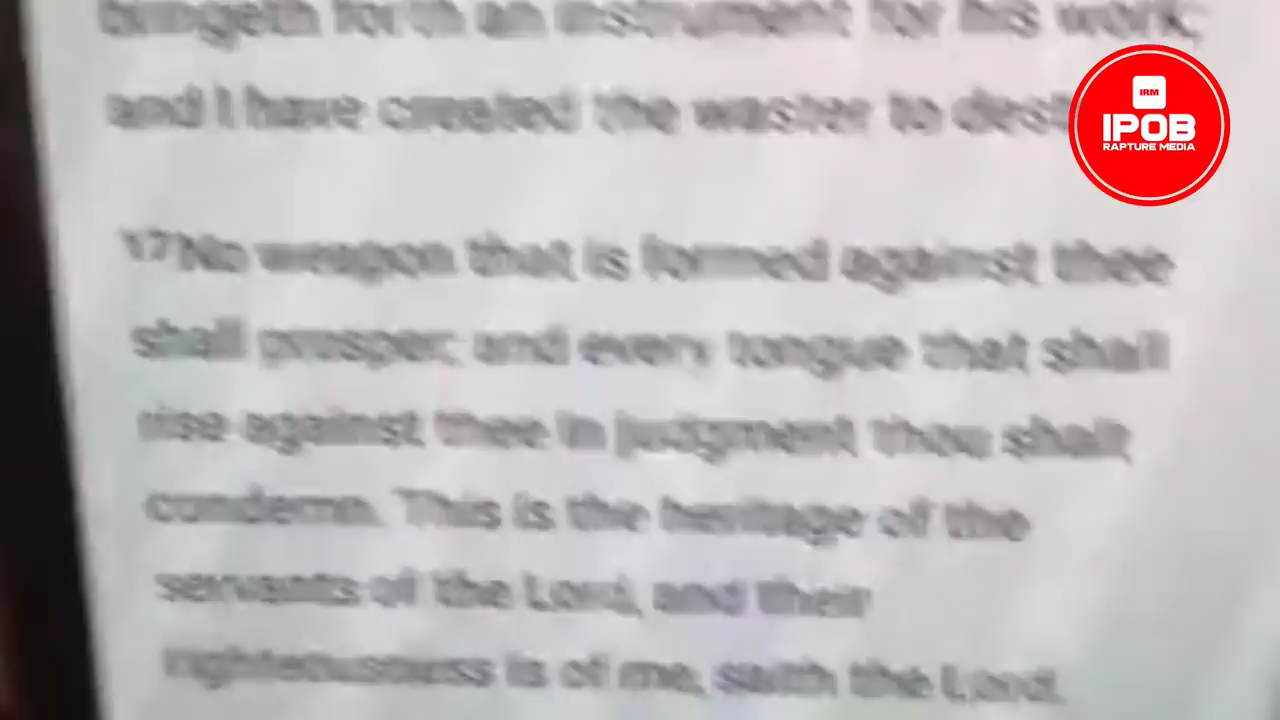 bringeth forth an instrument for his work;
and I have created the waster to dest
IRM
IPOB
RAPTURE MEDIA
17 No weapon that is formed against thee
shall prosper; and every tongue that shall
rise against thee in judgment thou shalt
condemn. This is the heritage of the
servants of the Lord, and their
righteousness is of me, saith the Lord.